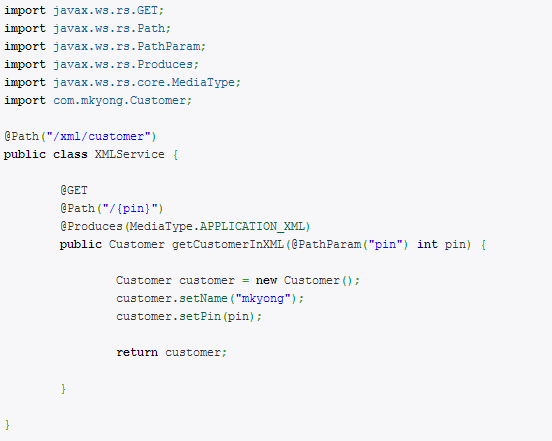 import javax.ws.rs.GET;
import javax.ws.rs.Path;
import javax.ws.rs.PathParam;
import javax.ws.rs.Produces;
import javax.ws.rs.core.MediaType;
import com.mkyong.Customer;
@Path("/xml/customer")
public class XMLService {
@GET
@Path("/{pin}")
@Produces(MediaType.APPLICATION_XML)
public Customer getCustomerInXML(@PathParam("pin") int pin) {
Customer customer = new Customer();
customer.setName("mkyong");
customer.setPin(pin);
return customer;
}
}